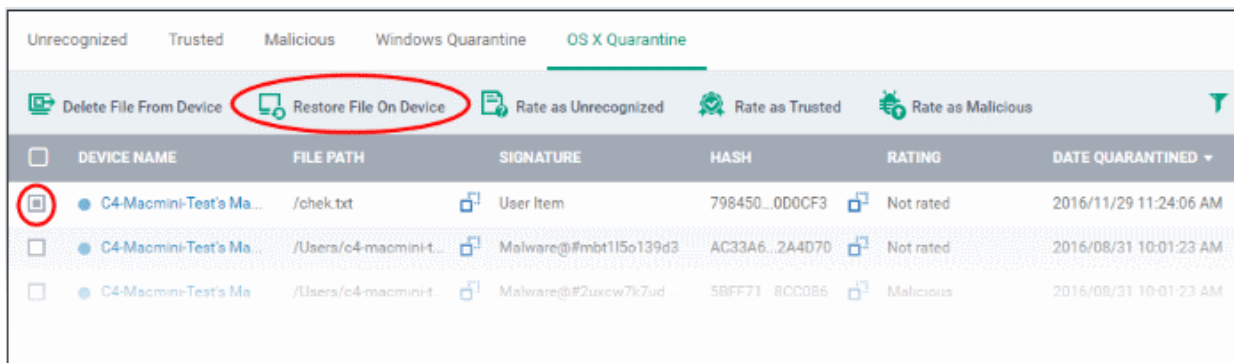 Unrecognized Trusted Malicious Windows Quarantine OS X Quarantine
Delete File From Device Restore File On Device Rate as Unrecognized Rate as Trusted Rate as Malicious
DEVICE NAME FILE PATH SIGNATURE HASH RATING DATE QUARANTINED
C4-Macmini-Test's Ma... /chek.txt User Item 798450...0D0CF3 Not rated 2016/11/29 11:24:06 AM
C4-Macmini-Test's Ma... /Users/c4-macmini-t... AC33A6...2A4D70 Not rated 2016/08/31 10:01:23 AM
C4-Macmini-Test's Ma /Users/c4-macmini-t.. Malicious 2016/08/31 10:01:23 AM